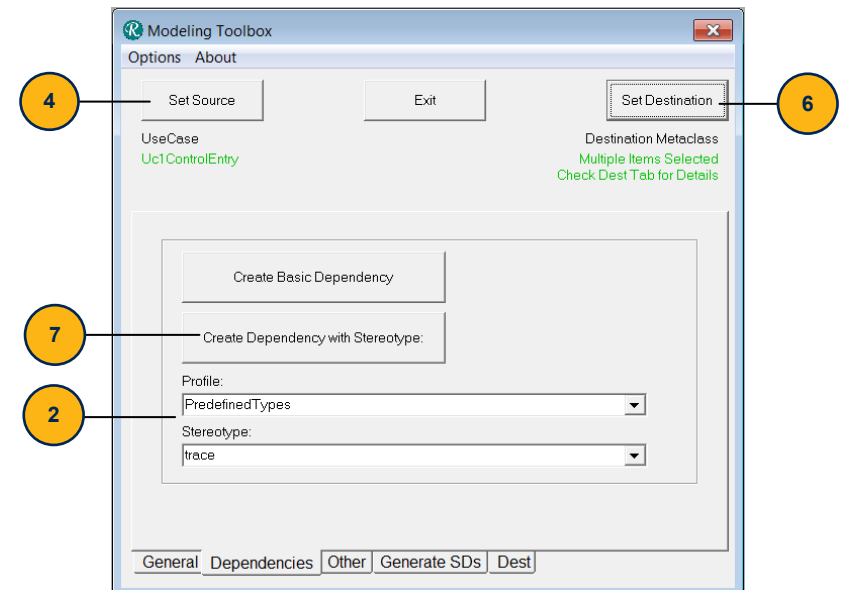 R Modeling Toolbox
Options About
4 Set Source Exit Set Destination 6
UseCase Destination Metaclass
Uc1ControlEntry Multiple Items Selected
Check Dest Tab for Details
Create Basic Dependency
7 Create Dependency with Stereotype:
Profile:
PredefinedTypes
2
Stereotype:
trace
General Dependencies Other Generate SDs Dest